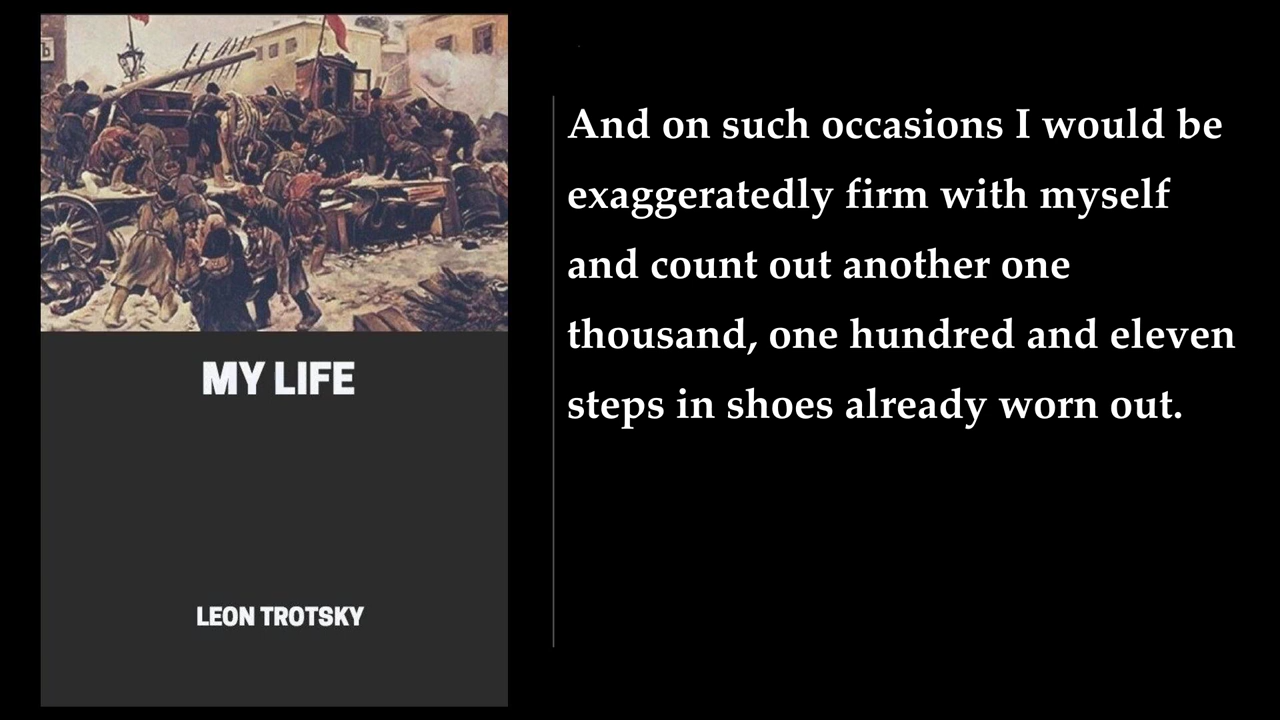 Ъ
MY LIFE
LEON TROTSKY
And on such occasions I would be
exaggeratedly firm with myself
and count out another one
thousand, one hundred and eleven
steps in shoes already worn out.